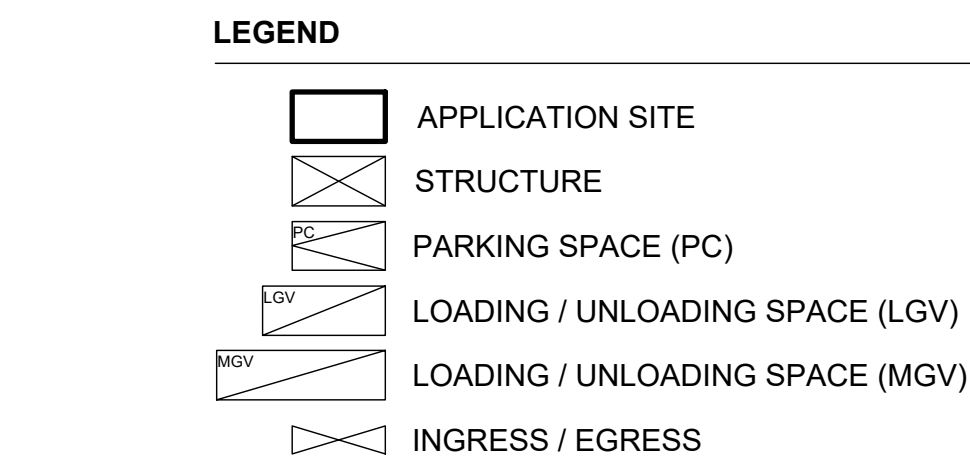 LEGEND
APPLICATION SITE
STRUCTURE
PC PARKING SPACE (PC)
LGV LOADING / UNLOADING SPACE (LGV)
MGV LOADING / UNLOADING SPACE (MGV)
INGRESS / EGRESS